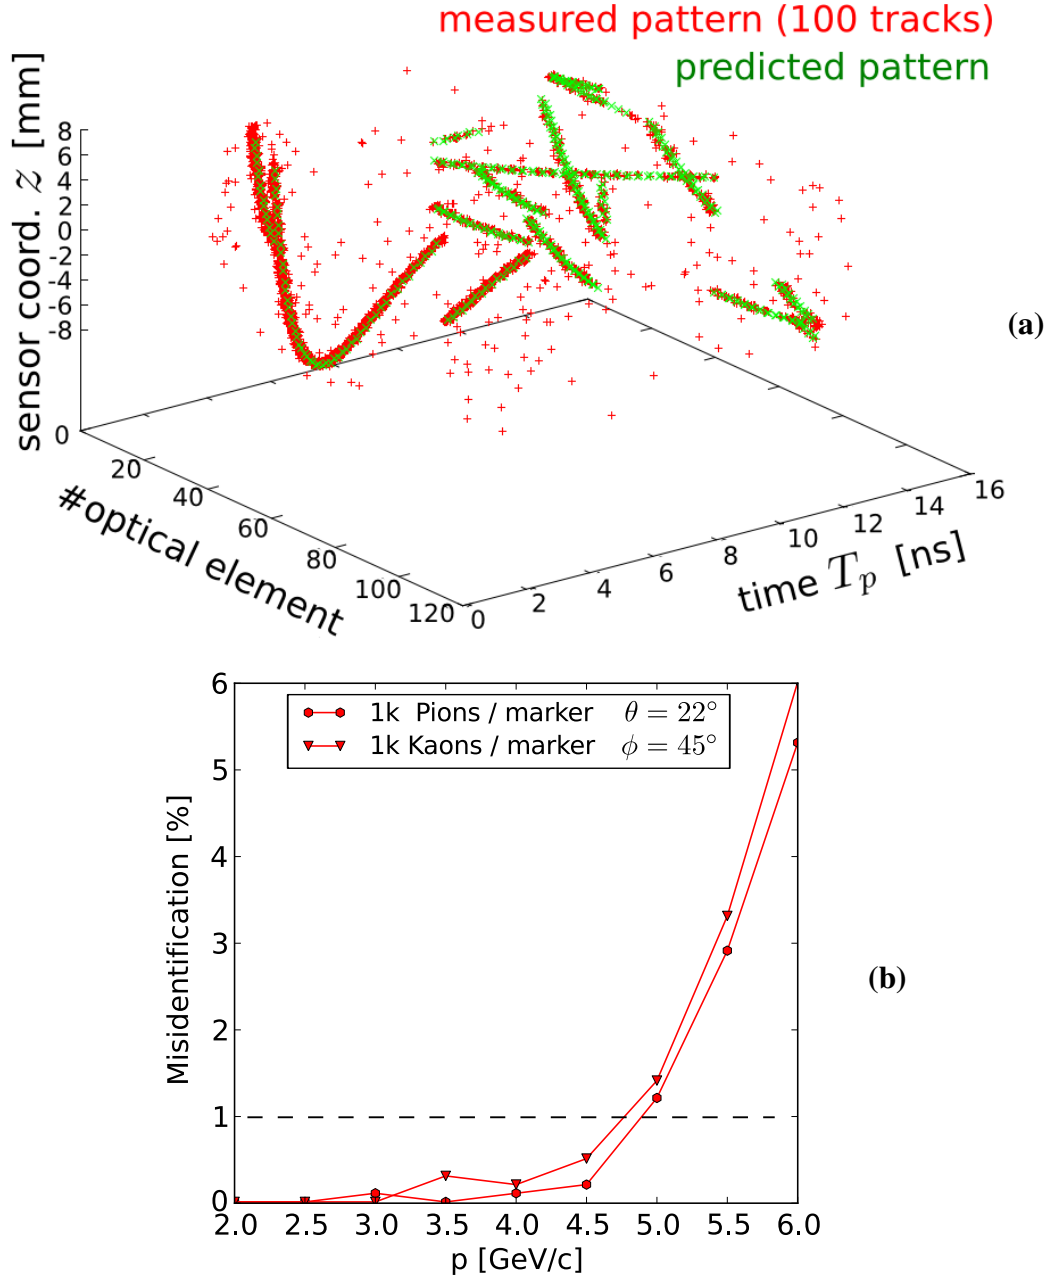 measured pattern (100 tracks)
predicted pattern
sensor coord. z [mm]
8
6
4
2
0
-2
-4
-6
-8
(a)
0
20
40
60
80
100
120
#optical element
0
2
4
6
8
10
12
14
16
time T_p [ns]
6
5
4
3
2
1
0
1k Pions / marker θ = 22°
1k Kaons / marker ϕ = 45°
Misidentification [%]
(b)
2.0 2.5 3.0 3.5 4.0 4.5 5.0 5.5 6.0
p [GeV/c]